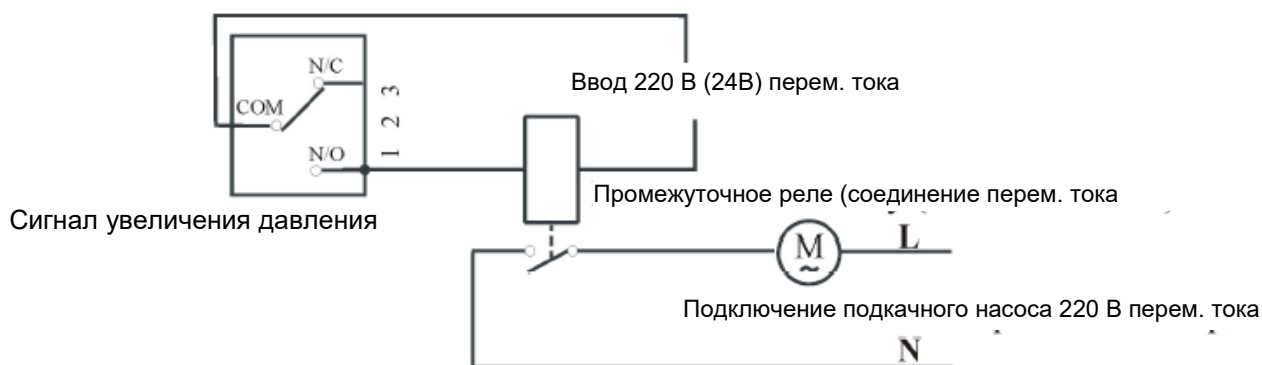 N/C
Ввод 220 В (24В) перем. тока
COM
3
2
1
N/O
Промежуточное реле (соединение перем. тока
Сигнал увеличения давления
L
M
~
Подключение подкачного насоса 220 В перем. тока
N